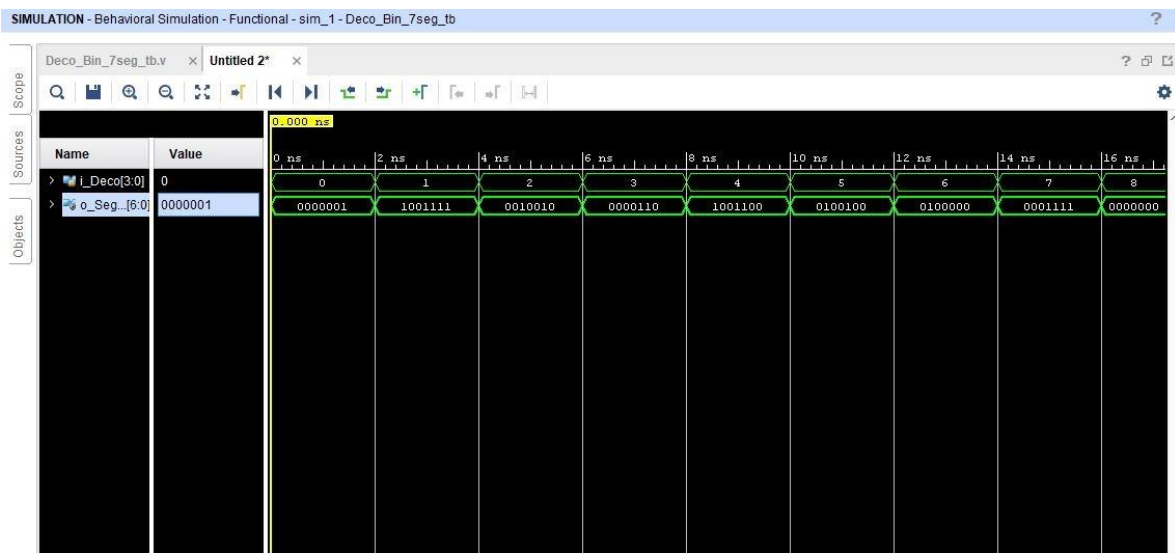 SIMULATION - Behavioral Simulation - Functional - sim_1 - Deco_Bin_7seg_tb ?
Deco_Bin_7seg_tb.v × Untitled 2* × ?
Scope
Sources
Objects
0.000 ns
Name Value 0 ns 2 ns 4 ns 6 ns 8 ns 10 ns 12 ns 14 ns 16 ns
> i_Deco[3:0] 0 0 1 2 3 4 5 6 7 8
> o_Seg...[6:0] 0000001 0000001 1001111 0010010 0000110 1001100 0100100 0100000 0001111 0000000